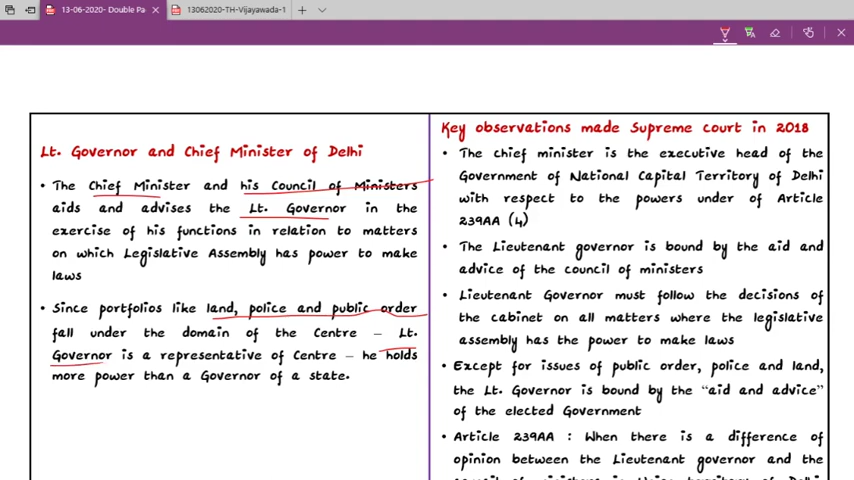 13-06-2020- Double Pa
13062020-TH-Vijayawada-1
Lt. Governor and Chief Minister of Delhi
• The Chief Minister and his Council of Ministers
aids and advises the Lt. Governor in the
exercise of his functions in relation to matters
on which Legislative Assembly has power to make
laws
• Since portfolios like land, police and public order
fall under the domain of the Centre – Lt.
Governor is a representative of Centre – he holds
more power than a Governor of a state.
Key observations made Supreme court in 2018
• The chief minister is the executive head of the
Government of National Capital Territory of Delhi
with respect to the powers under of Article
239AA (4)
• The Lieutenant governor is bound by the aid and
advice of the council of ministers
• Lieutenant Governor must follow the decisions of
the cabinet on all matters where the legislative
assembly has the power to make laws
• Except for issues of public order, police and land,
the Lt. Governor is bound by the “aid and advice”
of the elected Government
• Article 239AA : When there is a difference of
opinion between the Lieutenant governor and the
council of ministers in Union territory of Delhi